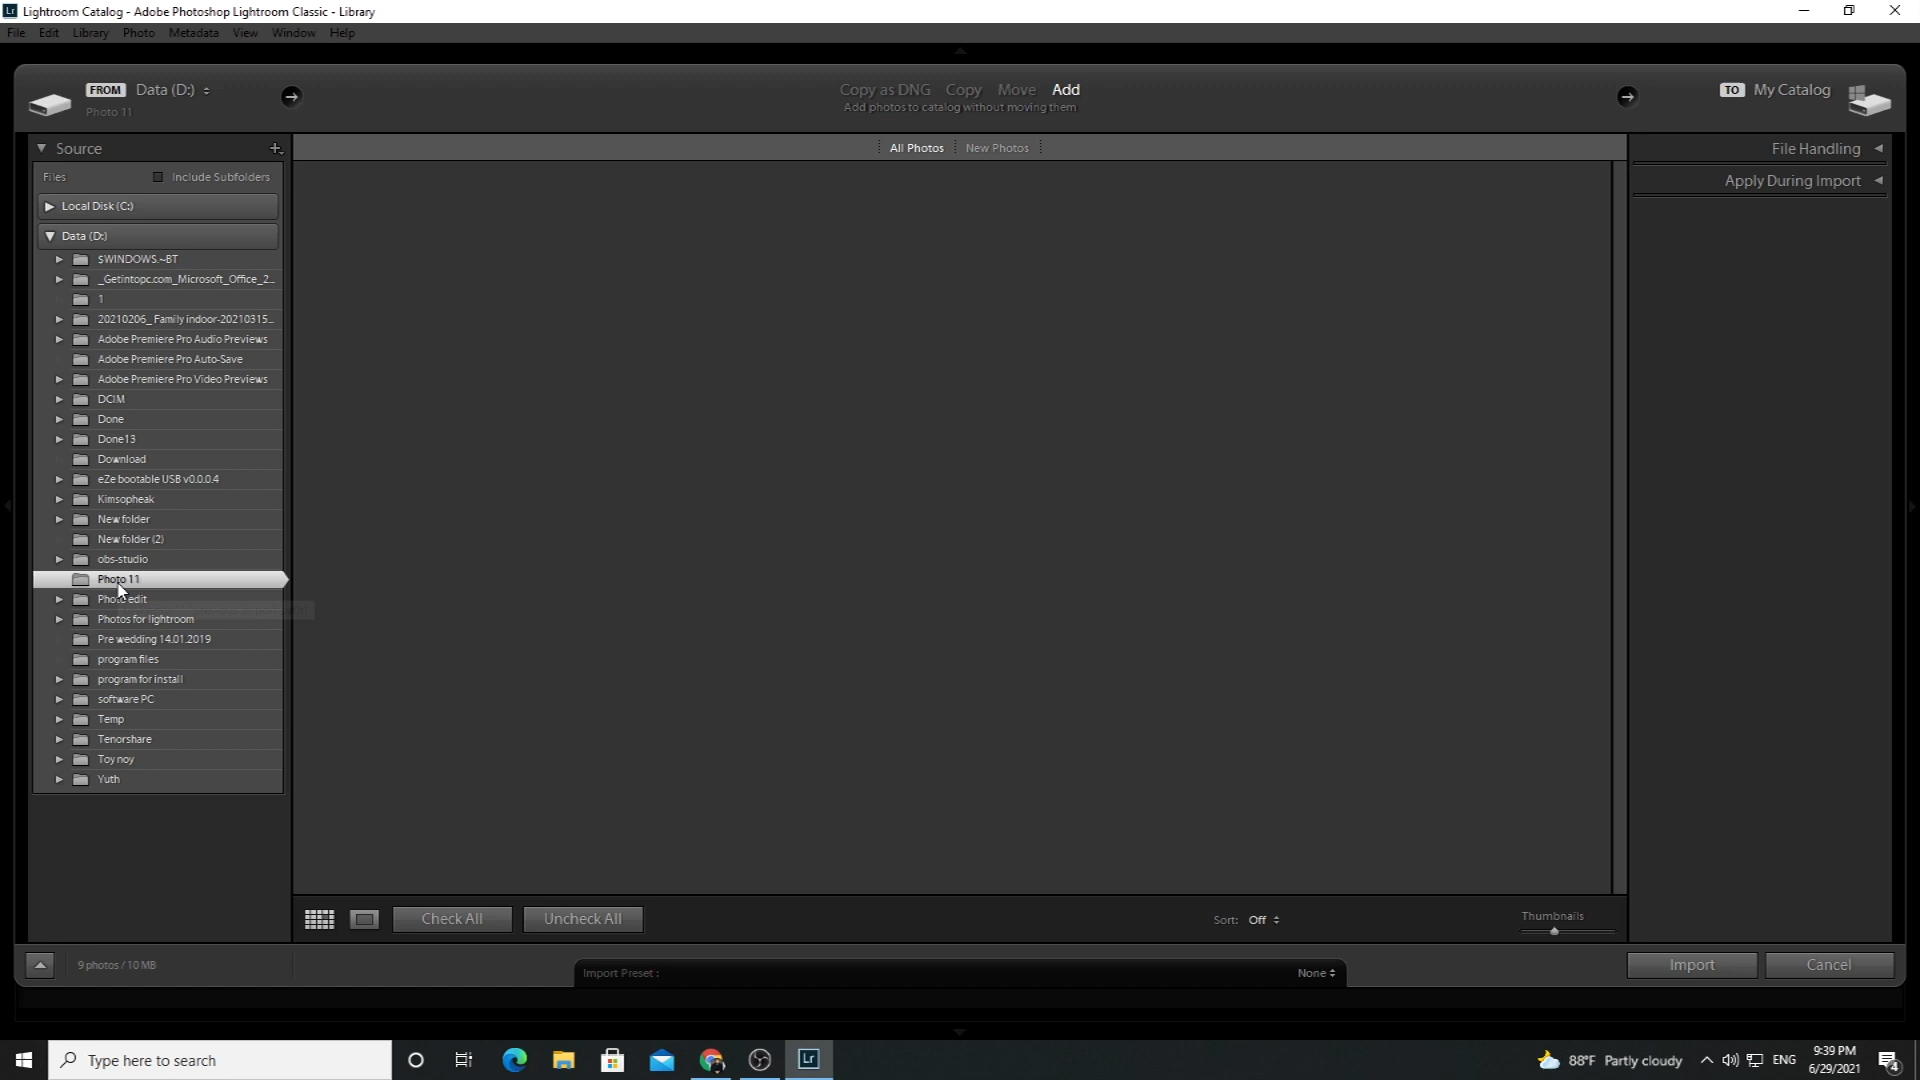 Lr Lightroom Catalog - Adobe Photoshop Lightroom Classic - Library
File Edit Library Photo Metadata View Window Help
FROM Data (D:)
Photo 11
Copy as DNG Copy Move Add
Add photos to catalog without moving them
TO My Catalog
Source
Files Include Subfolders
Local Disk (C:)
Data (D:)
$WINDOWS.~BT
_Getintopc.com_Microsoft_Office_2...
1
20210206_ Family indoor-20210315...
Adobe Premiere Pro Audio Previews
Adobe Premiere Pro Auto-Save
Adobe Premiere Pro Video Previews
DCIM
Done
Done13
Download
eZe bootable USB v0.0.0.4
Kimsopheak
New folder
New folder (2)
obs-studio
Photo 11
Photo edit
Photos for lightroom
Pre wedding 14.01.2019
program files
program for install
software PC
Temp
Tenorshare
Toy noy
Yuth
All Photos New Photos
File Handling
Apply During Import
Check All Uncheck All Sort: Off Thumbnails
9 photos / 10 MB
Import Preset : None
Import Cancel
Type here to search
Lr
88°F Partly cloudy
ENG
9:39 PM
6/29/2021
4